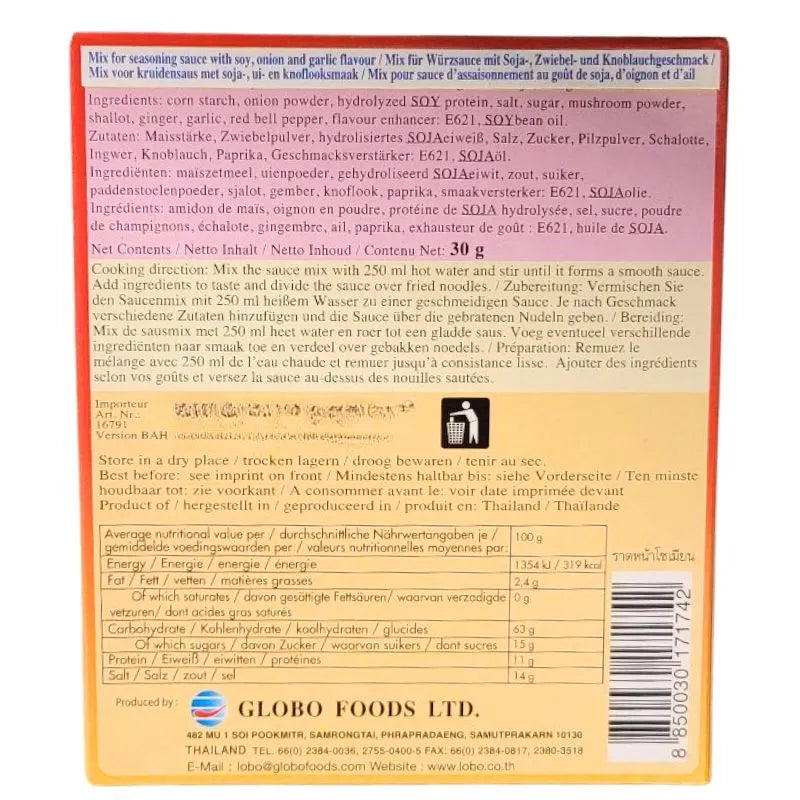 Mix for seasoning sauce with soy, onion and garlic flavour / Mix für Würzsauce mit Soja-, Zwiebel- und Knoblauchgeschmack /
Mix voor kruidensaus met soja-, ui- en knoflooksmaak / Mix pour sauce d'assaisonnement au goût de soja, d'oignon et d'ail
Ingredients: corn starch, onion powder, hydrolyzed SOY protein, salt, sugar, mushroom powder,
shallot, ginger, garlic, red bell pepper, flavour enhancer: E621, SOYbean oil.
Zutaten: Maisstärke, Zwiebelpulver, hydrolisiertes SOJAeiweiß, Salz, Zucker, Pilzpulver, Schalotte,
Ingwer, Knoblauch, Paprika, Geschmacksverstärker: E621, SOJAöl.
Ingrediënten: maïszetmeel, uienpoeder, gehydroliseerd SOJAeiwit, zout, suiker,
paddenstoelenpoeder, sjalot, gember, knoflook, paprika, smaakversterker: E621, SOJAolie.
Ingrédients: amidon de maïs, oignon en poudre, protéine de SOJA hydrolysée, sel, sucre, poudre
de champignons, échalote, gingembre, ail, paprika, exhausteur de goût : E621, huile de SOJA.
Net Contents / Netto Inhalt / Netto Inhoud / Contenu Net: 30 g
Cooking direction: Mix the sauce mix with 250 ml hot water and stir until it forms a smooth sauce.
Add ingredients to taste and divide the sauce over fried noodles. / Zubereitung: Vermischen Sie
den Saucenmix mit 250 ml heißem Wasser zu einer geschmeidigen Sauce. Je nach Geschmack
verschiedene Zutaten hinzufügen und die Sauce über die gebratenen Nudeln geben. / Bereiding:
Mix de sausmix met 250 ml heet water en roer tot een gladde saus. Voeg eventueel verschillende
ingrediënten naar smaak toe en verdeel over gebakken noedels. / Préparation: Remuez le
mélange avec 250 ml de l'eau chaude et remuer jusqu'à consistance lisse. Ajouter des ingrédients
selon vos goûts et versez la sauce au-dessus des nouilles sautées.
Importeur
Art. Nr.:
16791
Version BAH
Store in a dry place / trocken lagern / droog bewaren / tenir au sec.
Best before: see imprint on front / Mindestens haltbar bis: siehe Vorderseite / Ten minste
houdbaar tot: zie voorkant / A consommer avant le: voir date imprimée devant
Product of / hergestellt in / geproduceerd in / produit en: Thailand / Thaïlande
Average nutritional value per / durchschnittliche Nährwertangaben je / 100 g
gemiddelde voedingswaarden per / valeurs nutritionnelles moyennes par:
Energy / Energie / energie / énergie 1354 kJ / 319 kcal
Fat / Fett / vetten / matières grasses 2,4 g
Of which saturates / davon gesättigte Fettsäuren/ waarvan verzadigde 0 g
vetzuren/ dont acides gras saturés
Carbohydrate / Kohlenhydrate / koolhydraten / glucides 63 g
Of which sugars / davon Zucker / waarvan suikers / dont sucres 15 g
Protein / Eiweiß / eiwitten / protéines 11 g
Salt / Salz / zout / sel 14 g
ราดหน้าโซเมียน
8 850030 171742
Produced by :
GLOBO FOODS LTD.
482 MU 1 SOI POOKMITR, SAMRONGTAI, PHRAPRADAENG, SAMUTPRAKARN 10130
THAILAND TEL. 66(0) 2384-0036, 2755-0400-5 FAX: 66(0) 2384-0817, 2380-3518
E-Mail : lobo@globofoods.com Website : www.lobo.co.th